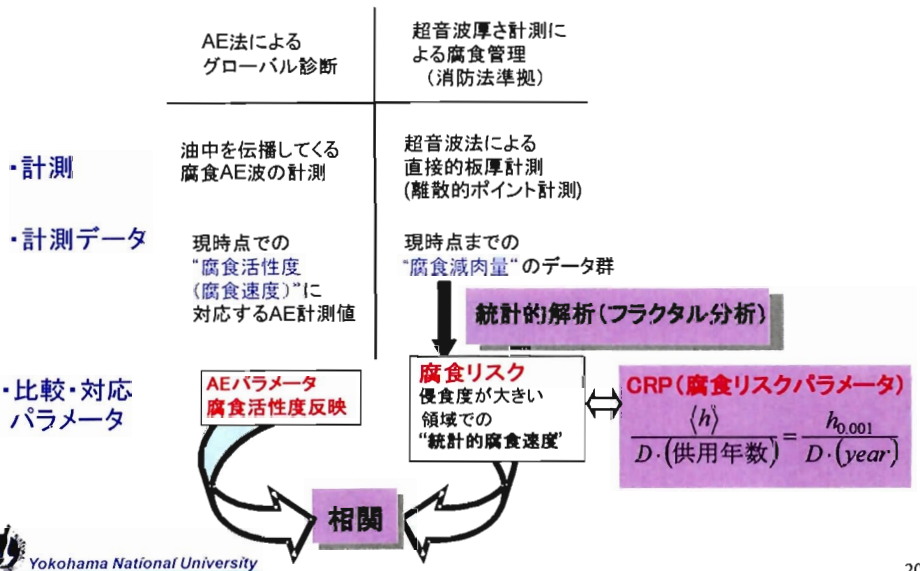 AE法による
グローバル診断
超音波厚さ計測に
よる腐食管理
(消防法準拠)
・計測
油中を伝播してくる
腐食AE波の計測
超音波法による
直接的板厚計測
(離散的ポイント計測)
・計測データ
現時点での
“腐食活性度
(腐食速度)”に
対応するAE計測値
現時点までの
“腐食減肉量”のデータ群
統計的解析(フラクタル分析)
・比較・対応
パラメータ
AEパラメータ
腐食活性度反映
腐食リスク
侵食度が大きい
領域での
“統計的腐食速度”
CRP(腐食リスクパラメータ)
⟨h⟩ / D·(供用年数) = h0.001 / D·(year)
相関
Yokohama National University
20